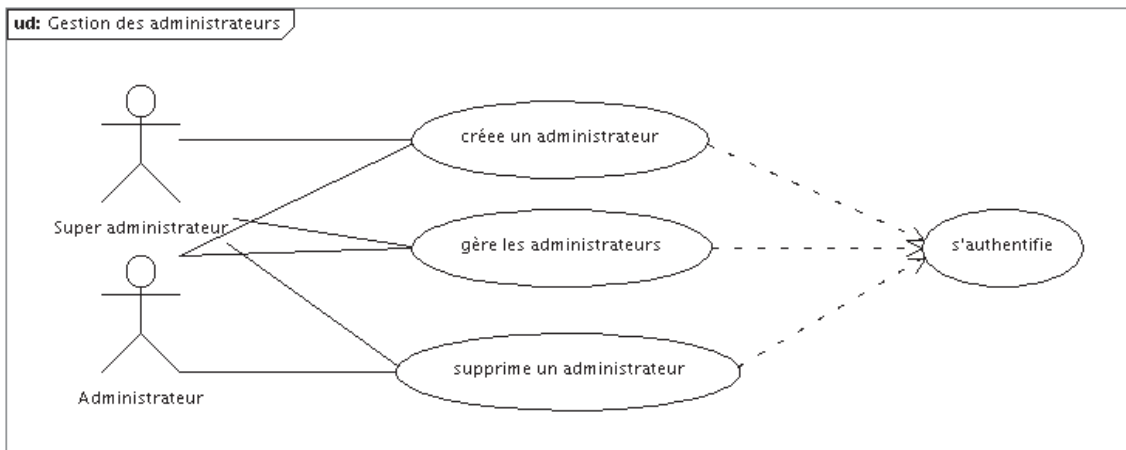 ud: Gestion des administrateurs
créee un administrateur
Super administrateur
gère les administrateurs
s'authentifie
supprime un administrateur
Administrateur